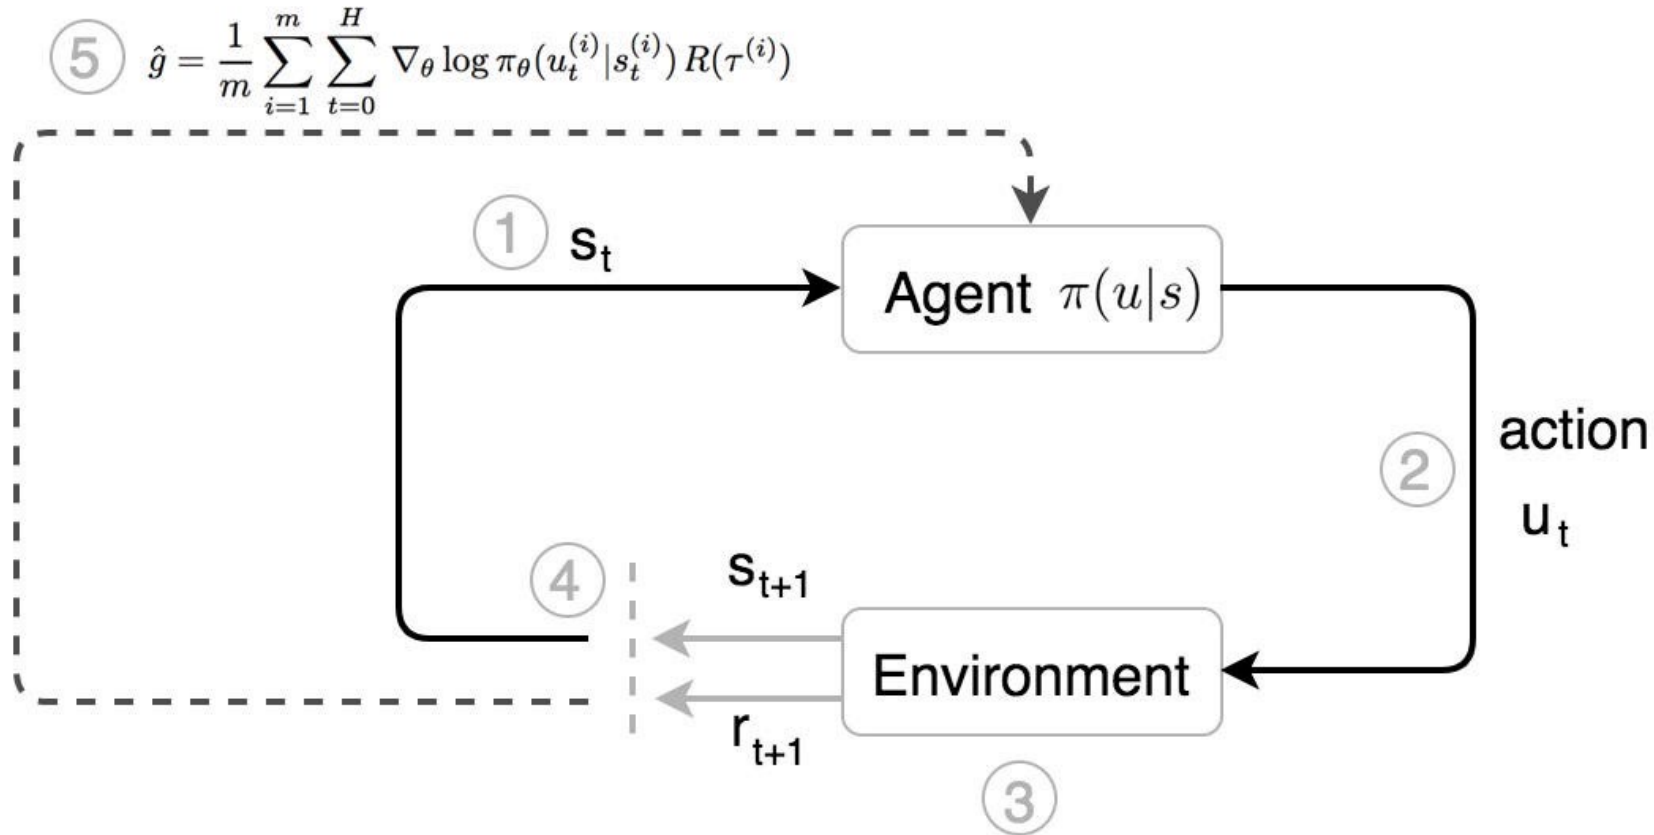 ⑤ ĝ = 1/m ∑_{i=1}^{m} ∑_{t=0}^{H} ∇_θ log π_θ(u_t^{(i)}|s_t^{(i)}) R(τ^{(i)})
① s_t
Agent π(u|s)
action
② u_t
④ s_{t+1}
Environment
r_{t+1}
③